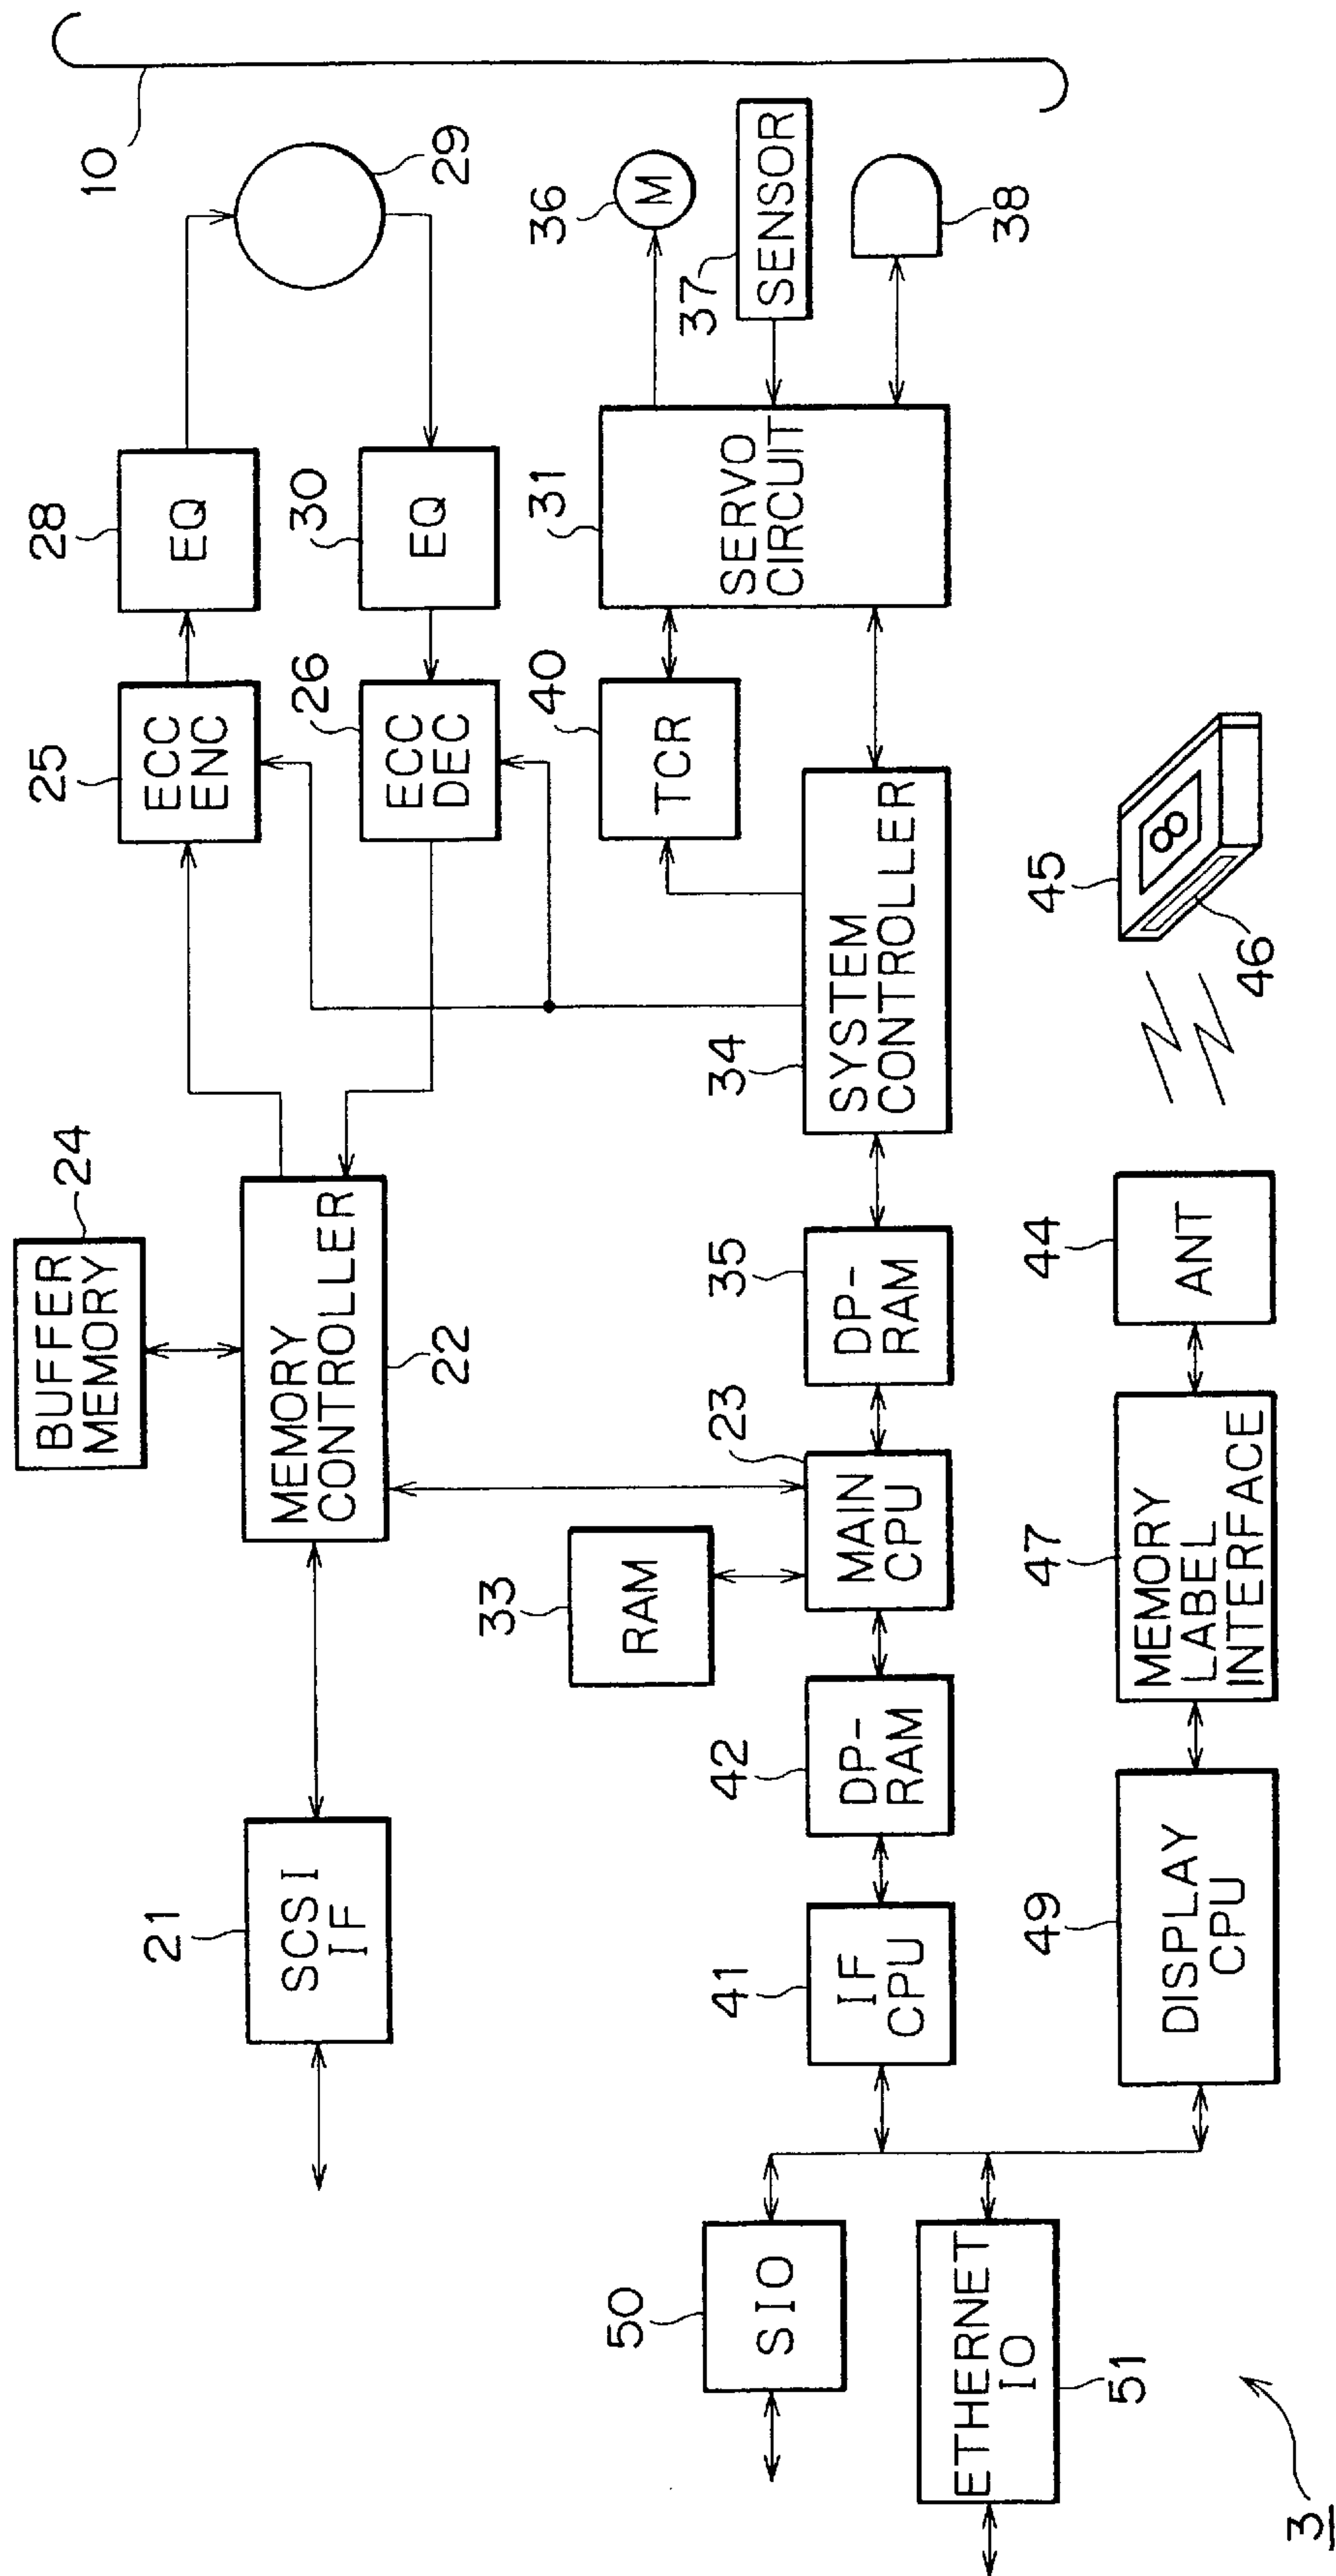 10
29
28
EQ
30
EQ
25
ECC
ENC
26
ECC
DEC
24
BUFFER
MEMORY
MEMORY
CONTROLLER
22
21
SCSI
IF
36
M
37
SENSOR
38
31
SERVO
CIRCUIT
40
TCR
34
SYSTEM
CONTROLLER
35
DP-
RAM
23
MAIN
CPU
33
RAM
42
DP-
RAM
41
IF
CPU
45
46
44
ANT
47
MEMORY
LABEL
INTERFACE
49
DISPLAY
CPU
50
SIO
ETHERNET
IO
51
3